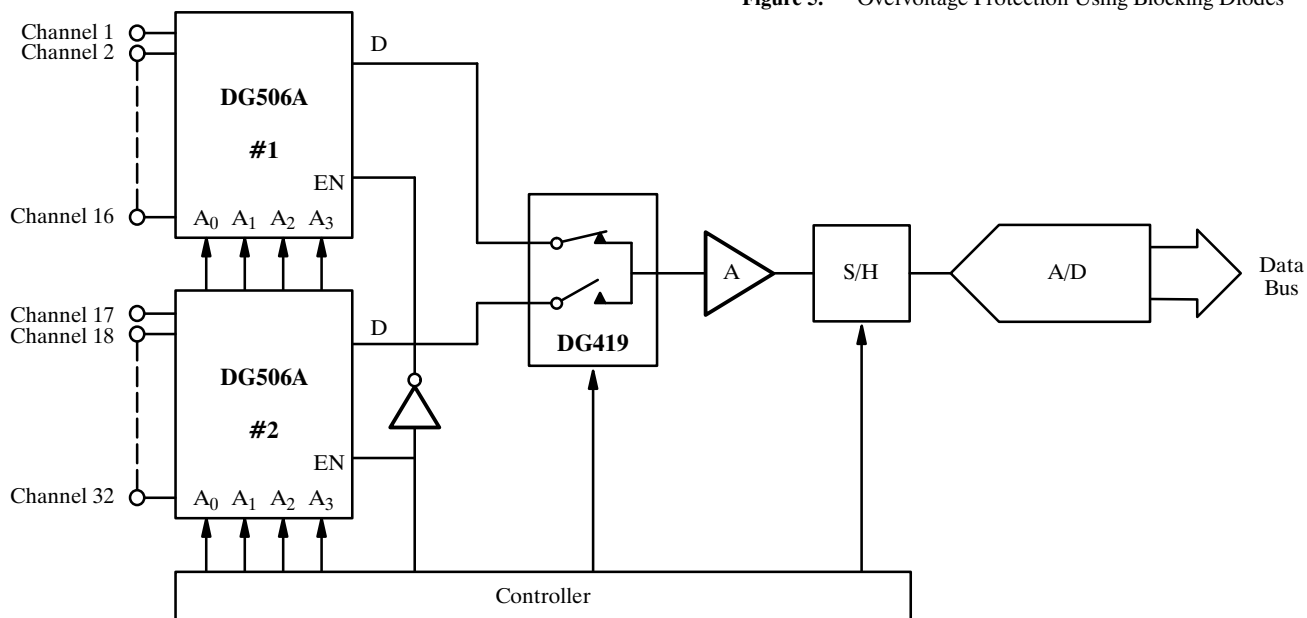 Figure 5. Overvoltage Protection Using Blocking Diodes
Channel 1
Channel 2
D
DG506A
#1
EN
Channel 16
A0 A1 A2 A3
Channel 17
Channel 18
D
DG506A
#2
EN
Channel 32
A0 A1 A2 A3
DG419
A
S/H
A/D
Data
Bus
Controller